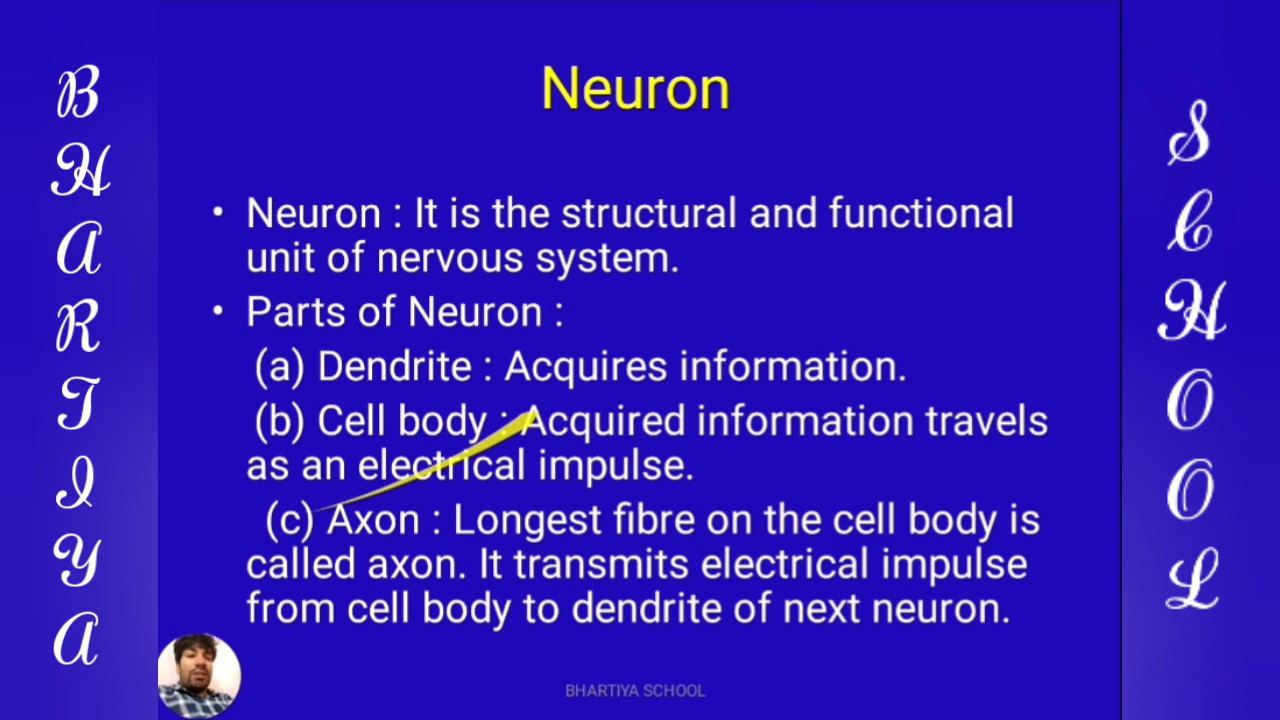 BHARTIYA
Neuron
• Neuron : It is the structural and functional
unit of nervous system.
• Parts of Neuron :
(a) Dendrite : Acquires information.
(b) Cell body : Acquired information travels
as an electrical impulse.
(c) Axon : Longest fibre on the cell body is
called axon. It transmits electrical impulse
from cell body to dendrite of next neuron.
BHARTIYA SCHOOL
SCHOOL